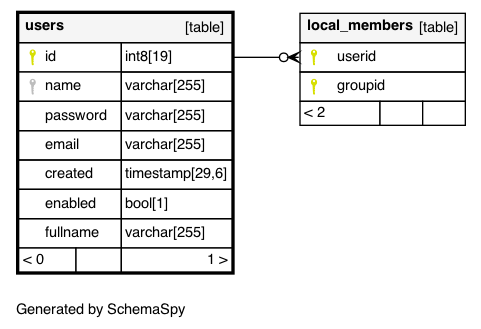 users [table]
id int8[19]
name varchar[255]
password varchar[255]
email varchar[255]
created timestamp[29,6]
enabled bool[1]
fullname varchar[255]
< 0 1 >
local_members [table]
userid
groupid
< 2
Generated by SchemaSpy